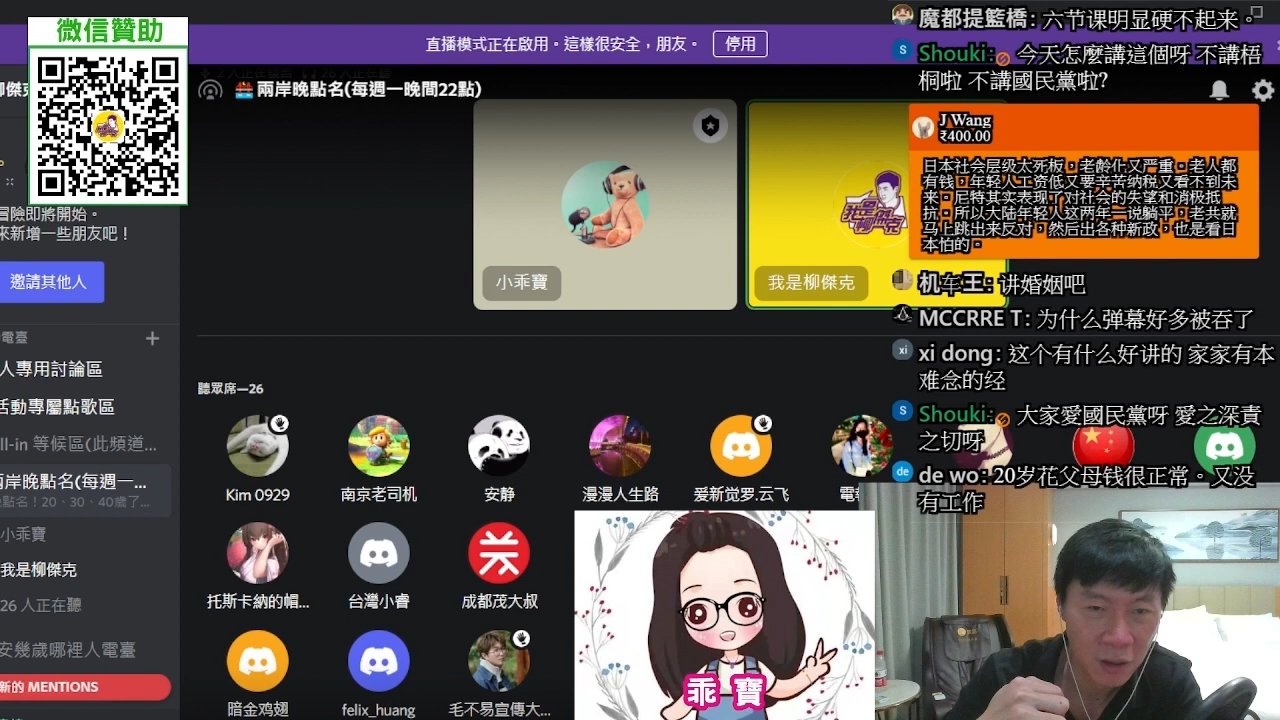 微信贊助
直播模式正在啟用。這樣很安全，朋友。
停用
兩岸晚點名(每週一晚間22點)
小乖寶
我是柳傑克
冒險即將開始。
來新增一些朋友吧！
邀請其他人
電臺
人專用討論區
活動專屬點歌區
ll-in 等候區(此頻道...
兩岸晚點名(每週一...
點名！20、30、40歲了...
小乖寶
我是柳傑克
26 人正在聽
安幾歲哪裡人電臺
新的 MENTIONS
聽眾席—26
Kim 0929
南京老司机
安靜
漫漫人生路
爱新觉罗.云飞
托斯卡納的帽...
台灣小睿
成都茂大叔
暗金鸡翅
felix_huang
毛不易宣傳大...
乖寶
魔都提籃橋: 六节课明显硬不起来。
Shouki: 今天怎麼講這個呀 不講梧
桐啦 不講國民黨啦?
J Wang
₹400.00
日本社会层级太死板，老龄化又严重。老人都
有钱，年轻人工资低又要辛苦纳税又看不到未
来。尼特其实表现了对社会的失望和消极抵
抗。所以大陆年轻人这两年一说躺平，老共就
马上跳出来反对，然后出各种新政，也是看日
本怕的。
机车王: 讲婚姻吧
MCCRRE T: 为什么弹幕好多被吞了
xi dong: 这个有什么好讲的 家家有本
难念的经
Shouki: 大家愛國民黨呀 愛之深責
之切呀
de wo: 20岁花父母钱很正常。又没
有工作